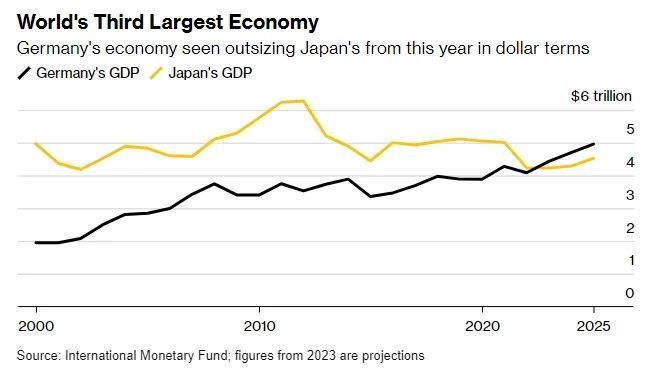 World's Third Largest Economy
Germany's economy seen outsizing Japan's from this year in dollar terms
Germany's GDP Japan's GDP
$6 trillion
5
4
3
2
1
0
2000 2010 2020 2025
Source: International Monetary Fund; figures from 2023 are projections